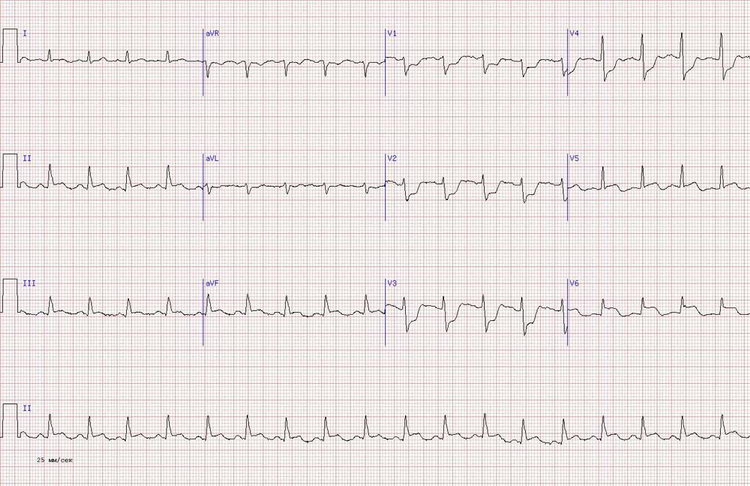 I aVR V1 V4
II aVL V2 V5
III aVF V3 V6
II
25 мм/сек